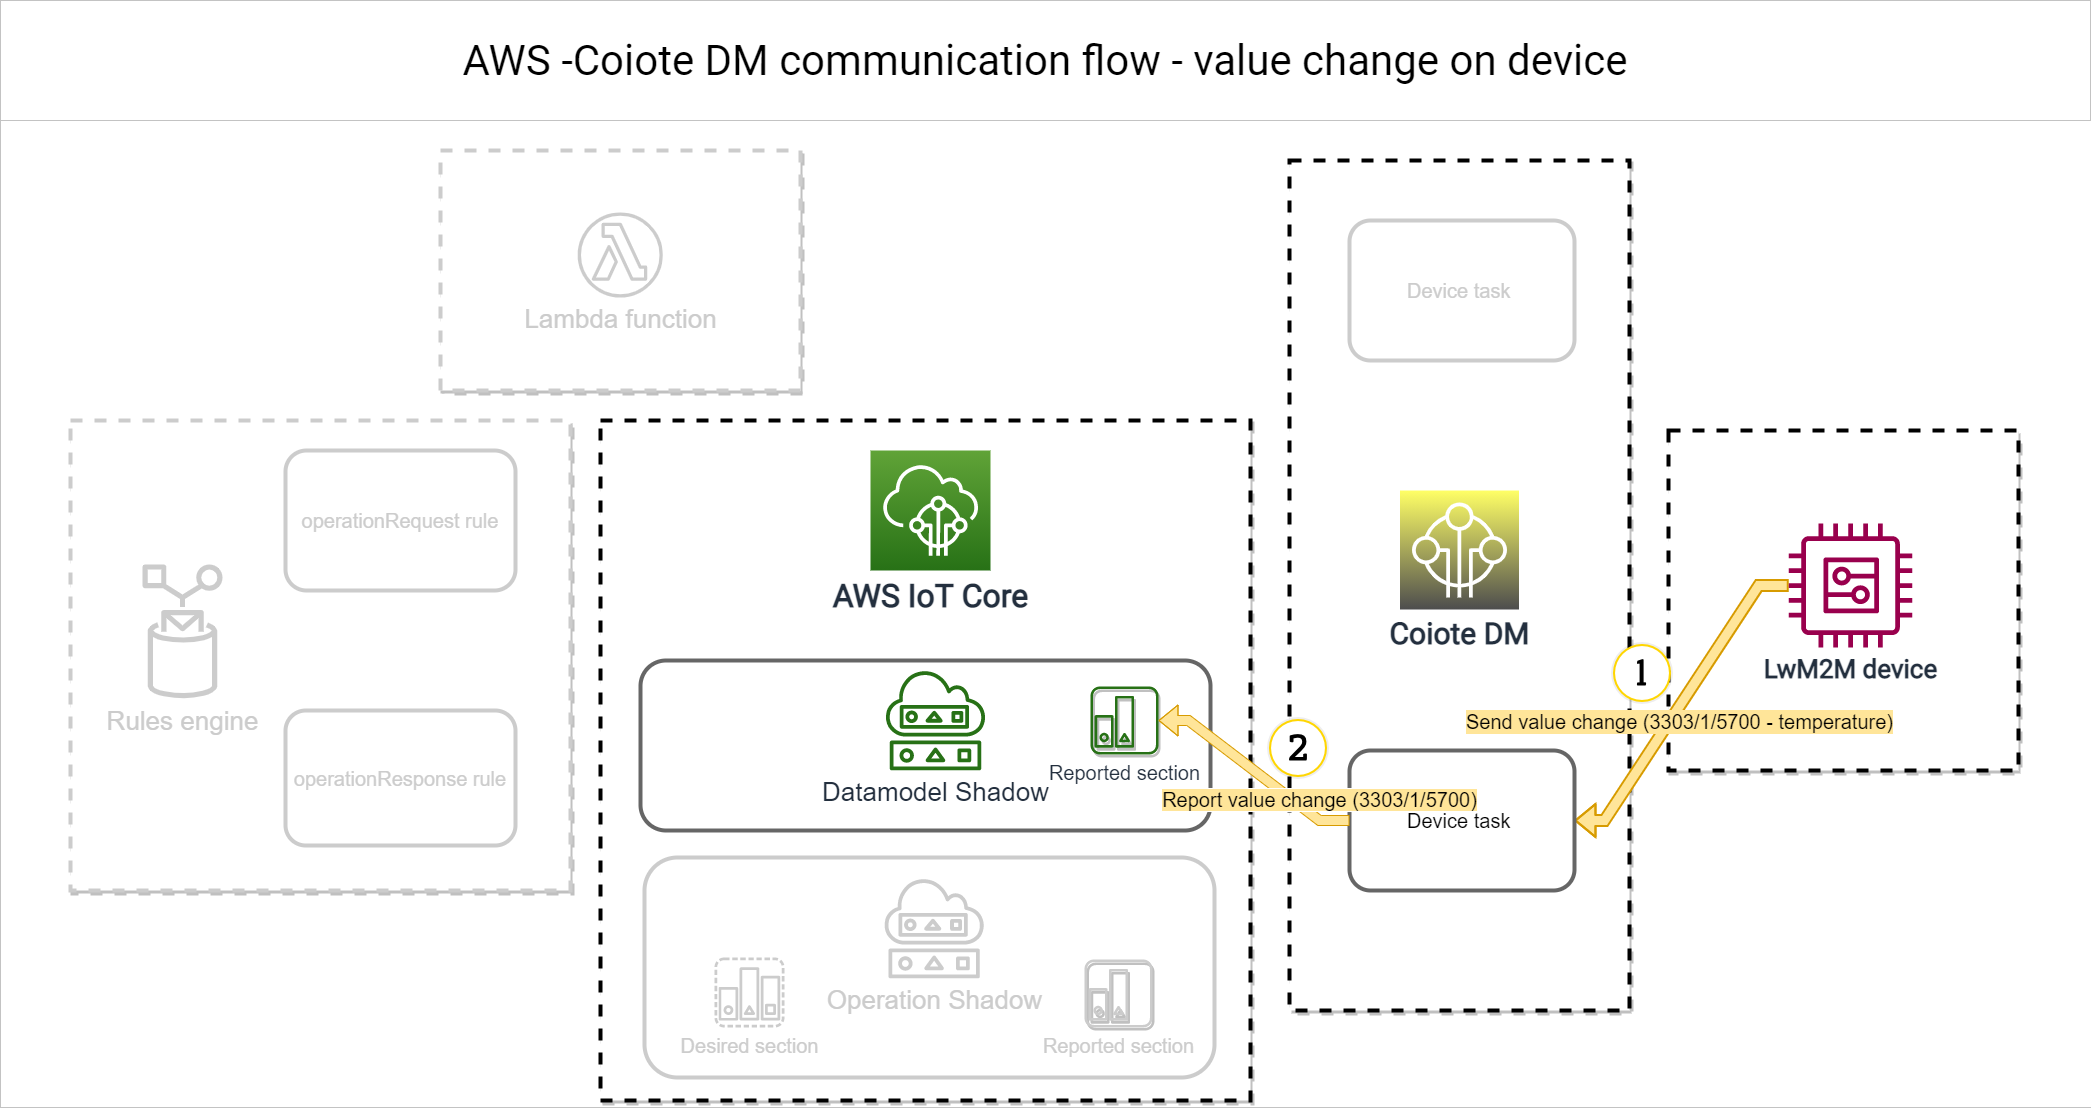 AWS -Coiote DM communication flow - value change on device
Lambda function
Device task
operationRequest rule
Rules engine
operationResponse rule
AWS IoT Core
Coiote DM
LwM2M device
1
Send value change (3303/1/5700 - temperature)
2
Reported section
Datamodel Shadow
Report value change (3303/1/5700)
Device task
Operation Shadow
Desired section
Reported section